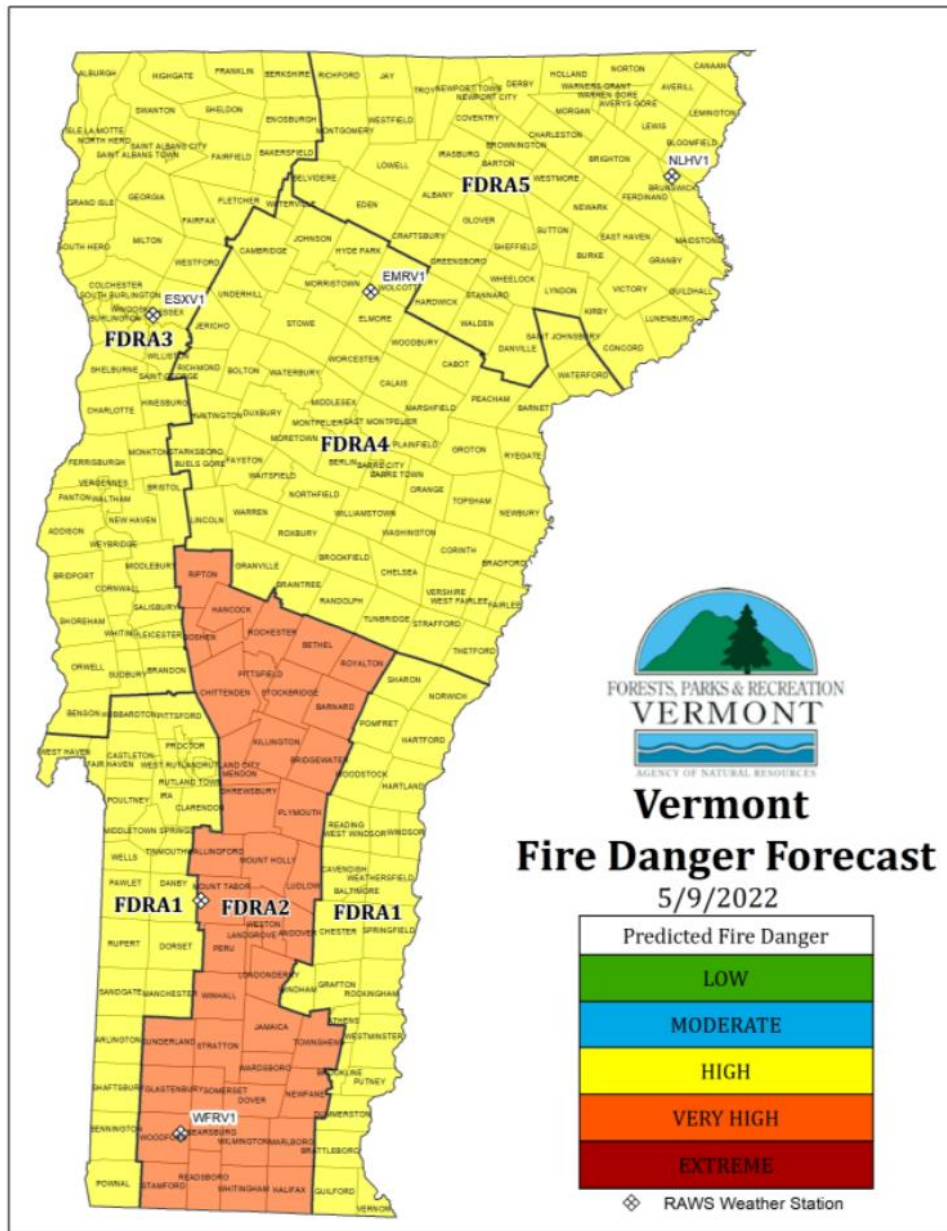 ALBURGH
HIGHGATE
FRANKLIN
BERKSHIRE
RICHFORD
JAY
TROY
NEWPORT TOWN
NEWPORT CITY
DERBY
HOLLAND
NORTON
CANAAN
WARNERS GRANT
WARREN GORE
AVERYS GORE
AVERILL
LEMINGTON
SWANTON
SHELDON
ENOSBURGH
MONTGOMERY
WESTFIELD
COVENTRY
MORGAN
LEWIS
BLOOMFIELD
ISLE LA MOTTE
NORTH HERO
SAINT ALBANS CITY
SAINT ALBANS TOWN
FAIRFIELD
BAKERSFIELD
BELVIDERE
LOWELL
IRASBURG
BROWNINGTON
BARTON
CHARLESTON
WESTMORE
BRIGHTON
NLHV1
BRUNSWICK
FERDINAND
GRAND ISLE
GEORGIA
FAIRFAX
FLETCHER
WATERVILLE
EDEN
ALBANY
FDRA5
GLOVER
NEWARK
SOUTH HERO
MILTON
WESTFORD
CAMBRIDGE
JOHNSON
HYDE PARK
CRAFTSBURY
GREENSBORO
SHEFFIELD
SUTTON
BURKE
EAST HAVEN
MAIDSTONE
GRANBY
COLCHESTER
SOUTH BURLINGTON
ESXV1
WINOOSKI
BURLINGTON
ESSEX
UNDERHILL
MORRISTOWN
EMRV1
WOLCOTT
HARDWICK
STANNARD
WHEELOCK
LYNDON
VICTORY
GUILDHALL
FDRA3
JERICHO
STOWE
ELMORE
WOODBURY
WALDEN
DANVILLE
SAINT JOHNSBURY
KIRBY
CONCORD
LUNENBURG
WILLISTON
SAINT GEORGE
SHELBURNE
RICHMOND
BOLTON
WATERBURY
WORCESTER
CALAIS
CABOT
PEACHAM
WATERFORD
BARNET
CHARLOTTE
HINESBURG
HUNTINGTON
DUXBURY
MIDDLESEX
MONTPELIER
EAST MONTPELIER
MARSHFIELD
MORETOWN
FDRA4
PLAINFIELD
GROTON
RYEGATE
FERRISBURGH
MONKTON
STARKSBORO
BUELS GORE
FAYSTON
WAITSFIELD
BERLIN
BARRE CITY
BARRE TOWN
VERGENNES
PANTON
WALTHAM
BRISTOL
NEW HAVEN
LINCOLN
WARREN
NORTHFIELD
WILLIAMSTOWN
ORANGE
TOPSHAM
NEWBURY
ADDISON
WEYBRIDGE
ROXBURY
WASHINGTON
CORINTH
BRADFORD
BRIDPORT
MIDDLEBURY
CORNWALL
RIPTON
GRANVILLE
BROOKFIELD
CHELSEA
BRAINTREE
RANDOLPH
VERSHIRE
WEST FAIRLEE
FAIRLEE
SHOREHAM
SALISBURY
WHITING
LEICESTER
GOSHEN
HANCOCK
ROCHESTER
BETHEL
TUNBRIDGE
STRAFFORD
THETFORD
ORWELL
SUDBURY
BRANDON
PITTSFIELD
CHITTENDEN
STOCKBRIDGE
ROYALTON
SHARON
NORWICH
BENSON
HUBBARDTON
PITTSFORD
BARNARD
POMFRET
HARTFORD
WEST HAVEN
FAIR HAVEN
CASTLETON
PROCTOR
WEST RUTLAND
RUTLAND CITY
RUTLAND TOWN
KILLINGTON
MENDON
BRIDGEWATER
WOODSTOCK
HARTLAND
POULTNEY
IRA
CLARENDON
SHREWSBURY
PLYMOUTH
READING
WEST WINDSOR
WINDSOR
MIDDLETOWN SPRINGS
TINMOUTH
WALLINGFORD
MOUNT HOLLY
LUDLOW
CAVENDISH
WEATHERSFIELD
BALTIMORE
WELLS
PAWLET
DANBY
MOUNT TABOR
FDRA1
FDRA2
FDRA1
WESTON
LANDGROVE
ANDOVER
CHESTER
SPRINGFIELD
RUPERT
DORSET
PERU
LONDONDERRY
WINDHAM
GRAFTON
ROCKINGHAM
SANDGATE
MANCHESTER
WINHALL
JAMAICA
ATHENS
WESTMINSTER
ARLINGTON
SUNDERLAND
STRATTON
WARDSBORO
TOWNSHEND
BROOKLINE
PUTNEY
SHAFTSBURY
GLASTENBURY
SOMERSET
DOVER
NEWFANE
DUMMERSTON
BENNINGTON
WFRV1
WOODFORD
SEARSBURG
WILMINGTON
MARLBORO
BRATTLEBORO
POWNAL
STAMFORD
READSBORO
WHITINGHAM
HALIFAX
GUILFORD
VERNON
FORESTS, PARKS & RECREATION
VERMONT
AGENCY OF NATURAL RESOURCES
Vermont
Fire Danger Forecast
5/9/2022
Predicted Fire Danger
LOW
MODERATE
HIGH
VERY HIGH
EXTREME
RAWS Weather Station